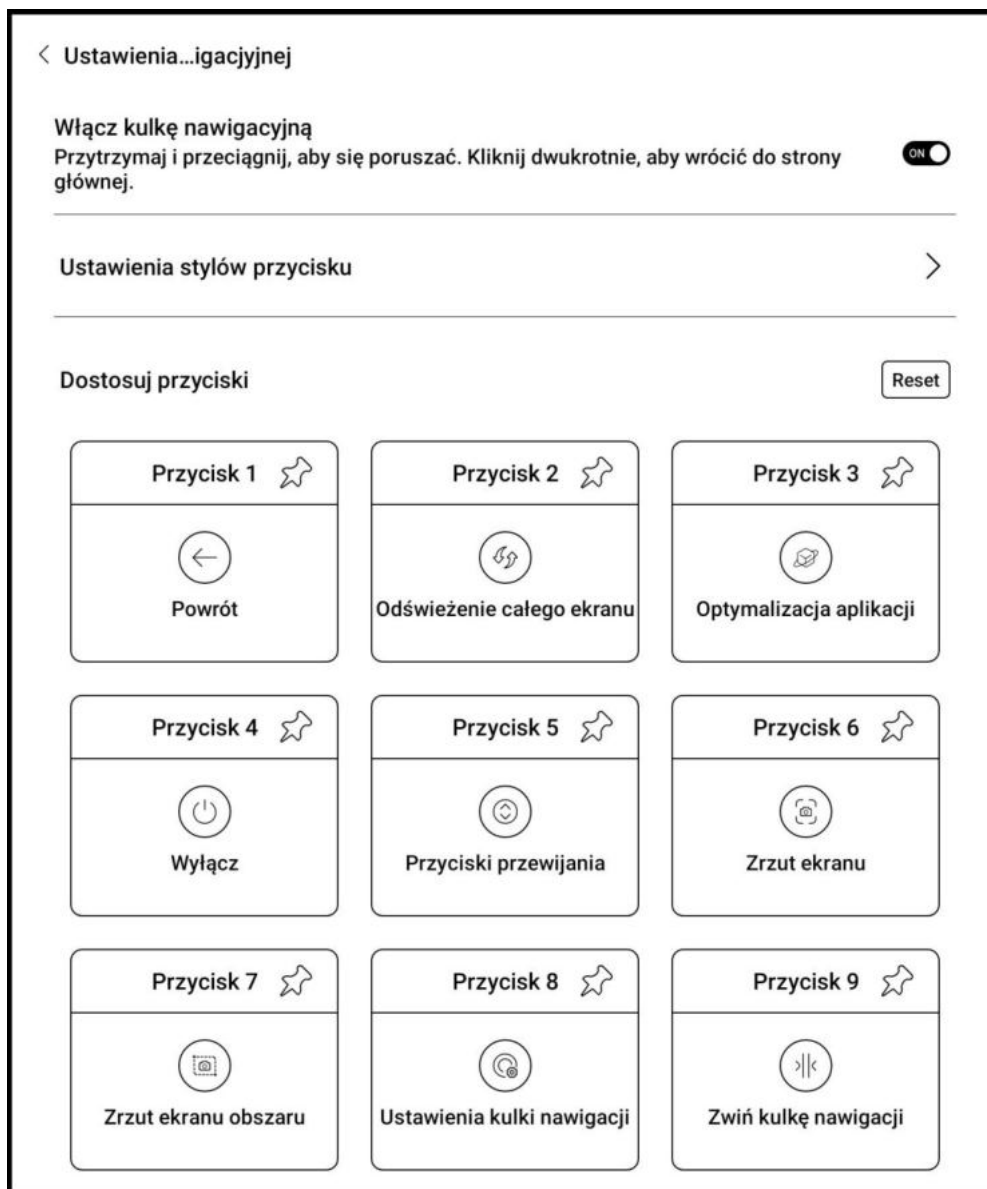 Ustawienia...igacjyjnej
Włącz kulkę nawigacyjną
Przytrzymaj i przeciągnij, aby się poruszać. Kliknij dwukrotnie, aby wrócić do strony
głównej.
ON
Ustawienia stylów przycisku
Dostosuj przyciski
Reset
Przycisk 1
Przycisk 2
Przycisk 3
Powrót
Odświeżenie całego ekranu
Optymalizacja aplikacji
Przycisk 4
Przycisk 5
Przycisk 6
Wyłącz
Przyciski przewijania
Zrzut ekranu
Przycisk 7
Przycisk 8
Przycisk 9
Zrzut ekranu obszaru
Ustawienia kulki nawigacji
Zwiń kulkę nawigacji